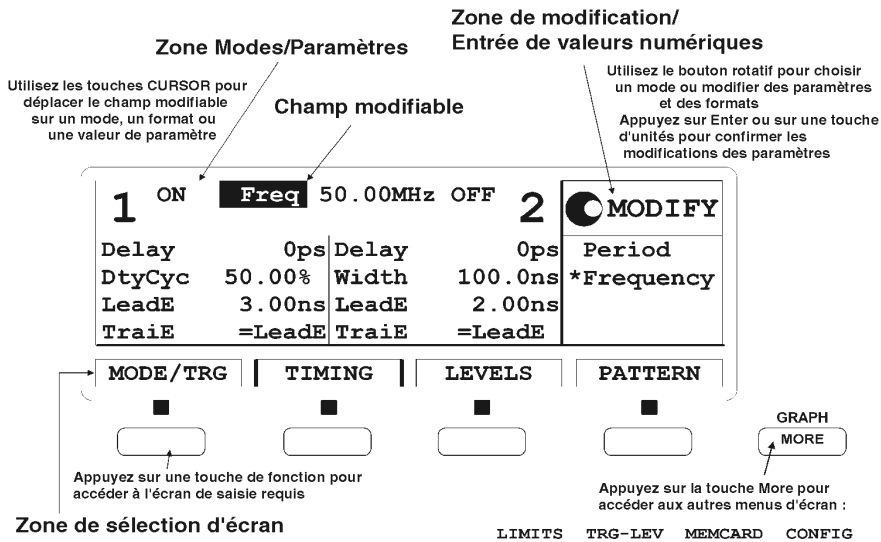 Zone de modification/
Entrée de valeurs numériques
Zone Modes/Paramètres
Utilisez les touches CURSOR pour
déplacer le champ modifiable
sur un mode, un format ou
une valeur de paramètre
Champ modifiable
Utilisez le bouton rotatif pour choisir
un mode ou modifier des paramètres
et des formats
Appuyez sur Enter ou sur une touche
d'unités pour confirmer les
modifications des paramètres
1 ON Freq 50.00MHz OFF 2 MODIFY
Delay 0ps Delay 0ps Period
DtyCyc 50.00% Width 100.0ns *Frequency
LeadE 3.00ns LeadE 2.00ns
TraiE =LeadE TraiE =LeadE
MODE/TRG TIMING LEVELS PATTERN
GRAPH
MORE
Appuyez sur une touche de fonction pour
accéder à l'écran de saisie requis
Appuyez sur la touche More pour
accéder aux autres menus d'écran :
Zone de sélection d'écran
LIMITS TRG-LEV MEMCARD CONFIG